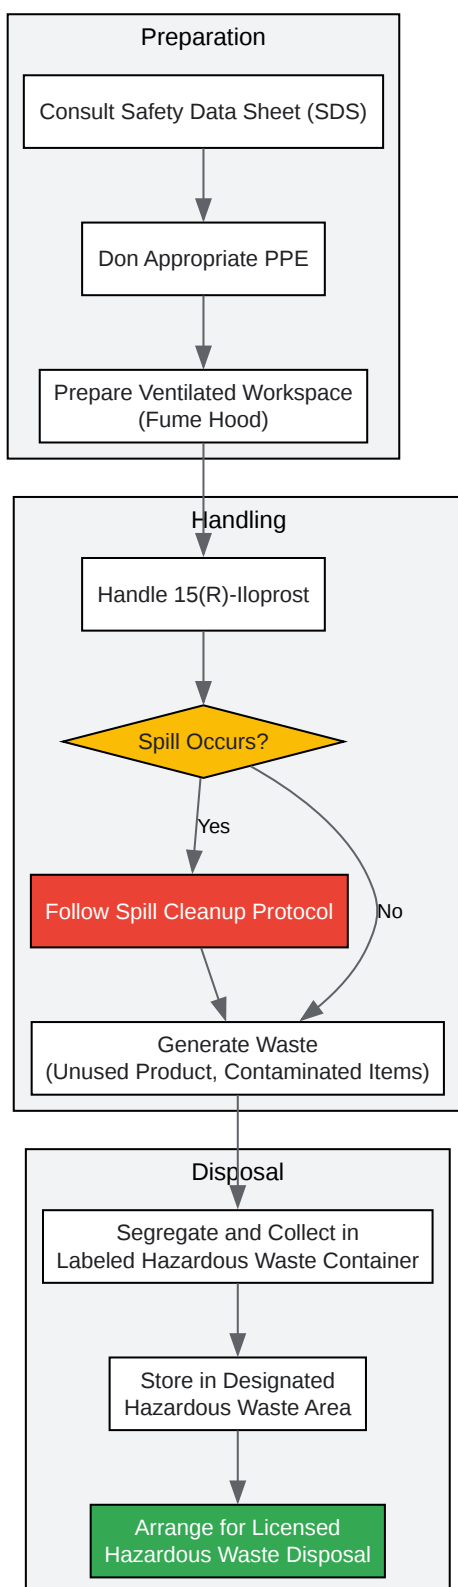 Preparation
Consult Safety Data Sheet (SDS)
Don Appropriate PPE
Prepare Ventilated Workspace
(Fume Hood)
Handling
Handle 15(R)-Iloprost
Spill Occurs?
Yes
Follow Spill Cleanup Protocol
No
Generate Waste
(Unused Product, Contaminated Items)
Disposal
Segregate and Collect in
Labeled Hazardous Waste Container
Store in Designated
Hazardous Waste Area
Arrange for Licensed
Hazardous Waste Disposal